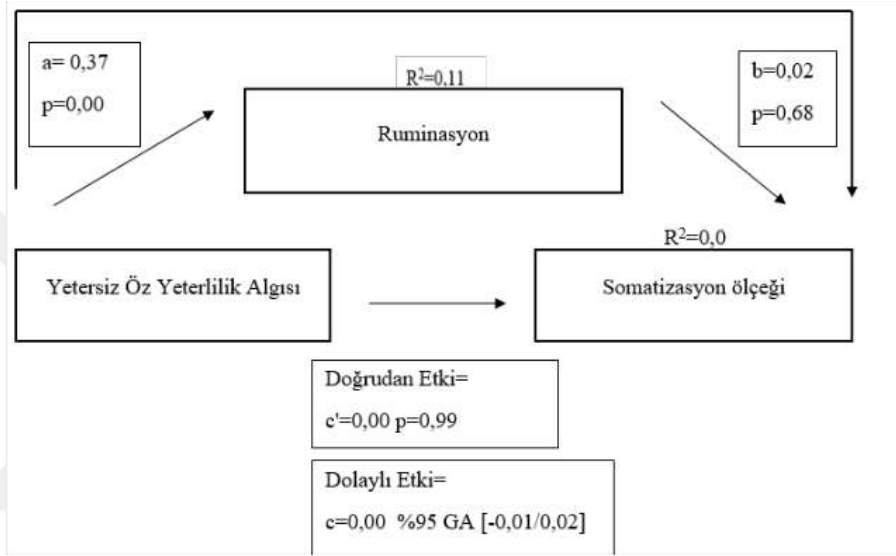 a= 0,37
p=0,00
R²=0,11
Ruminasyon
b=0,02
p=0,68
R²=0,0
Yetersiz Öz Yeterlilik Algısı
Somatizasyon ölçeği
Doğrudan Etki=
c'=0,00 p=0,99
Dolaylı Etki=
c=0,00 %95 GA [-0,01/0,02]